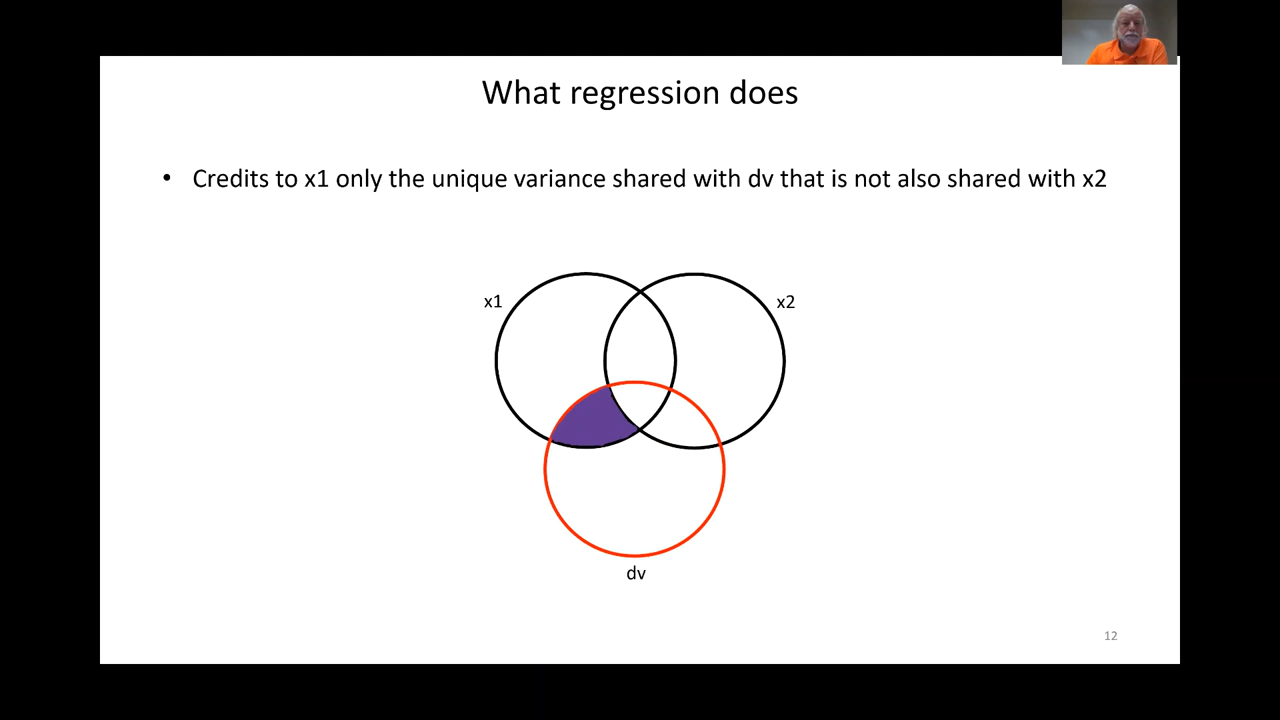 What regression does
• Credits to x1 only the unique variance shared with dv that is not also shared with x2
x1
x2
dv
12